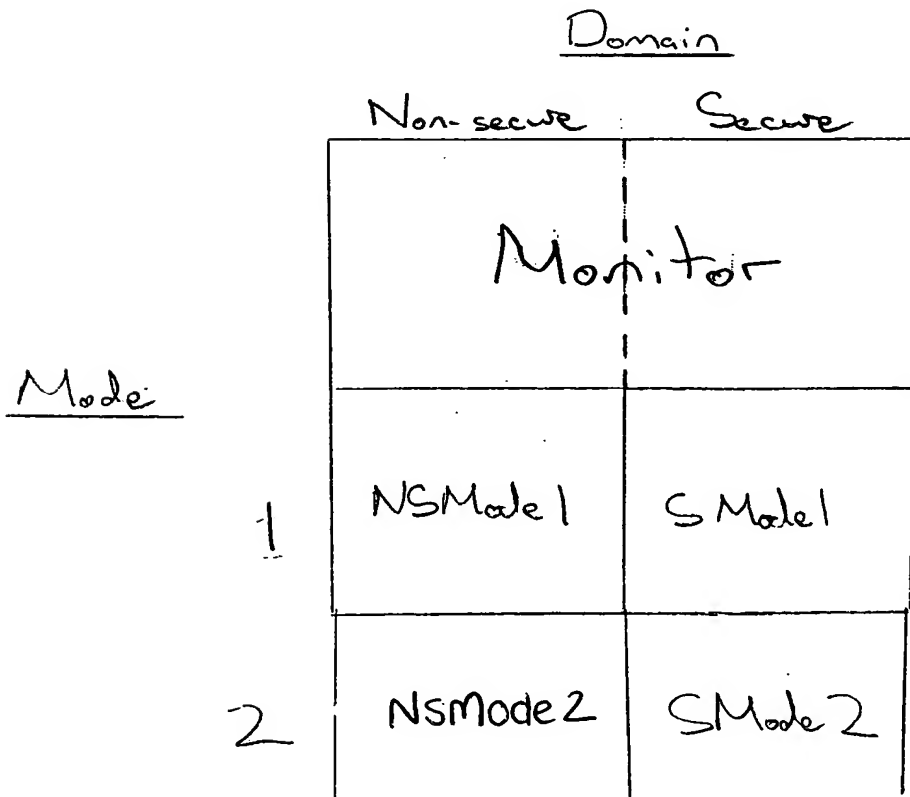 Domain
Non-secure Secure
Monitor
Mode
1 NSMode1 SMode1
2 NSMode2 SMode2